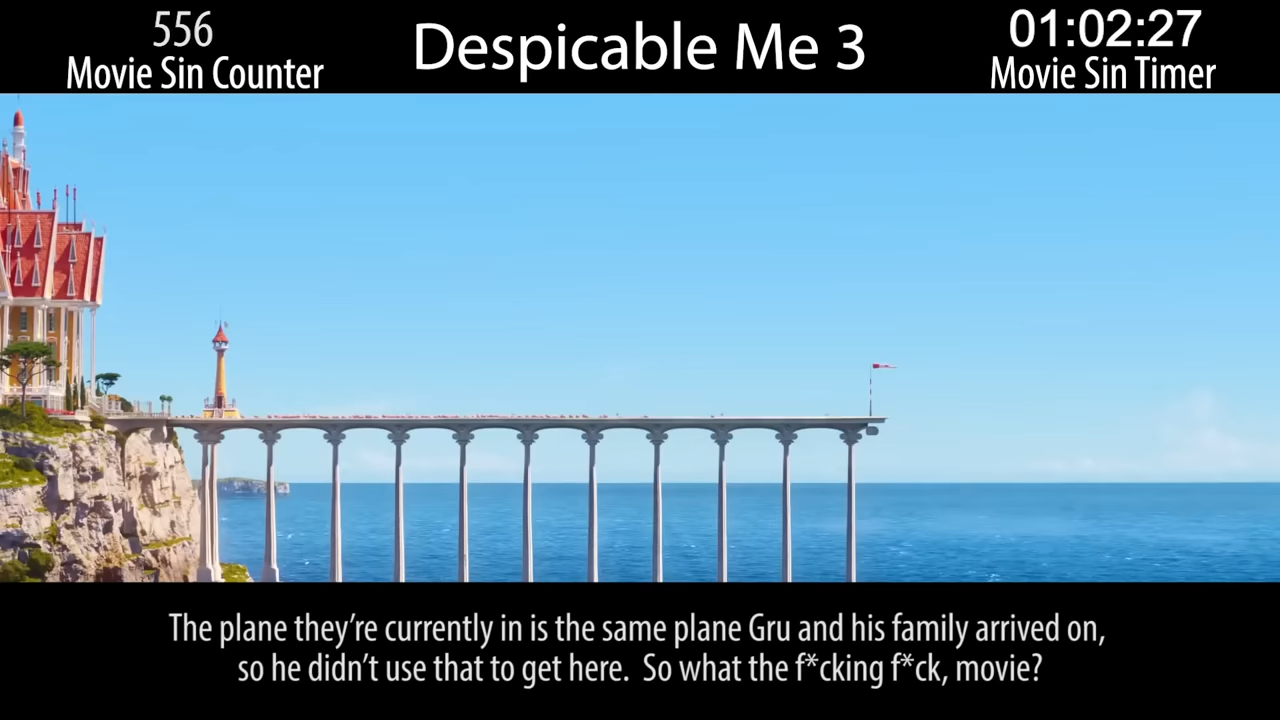 556
Movie Sin Counter
Despicable Me 3
01:02:27
Movie Sin Timer
The plane they're currently in is the same plane Gru and his family arrived on,
so he didn't use that to get here.  So what the f*cking f*ck, movie?